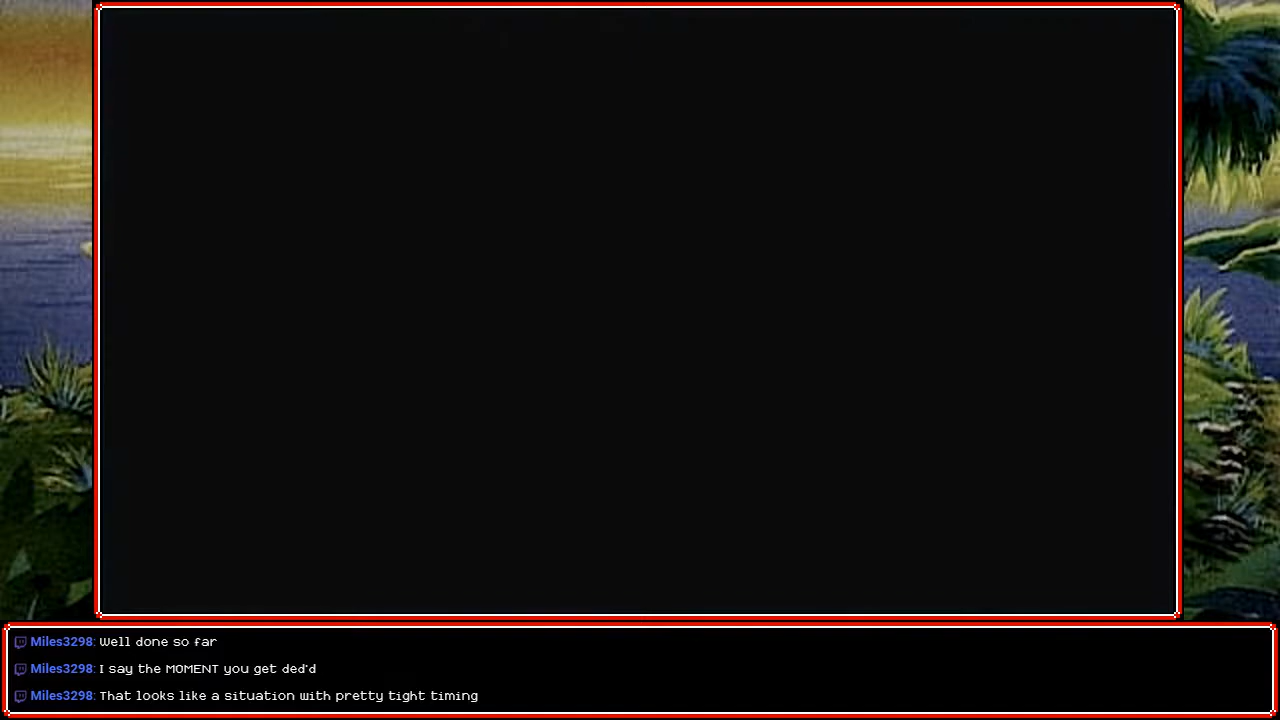 Miles3298: Well done so far
Miles3298: I say the MOMENT you get ded'd
Miles3298: That looks like a situation with pretty tight timing